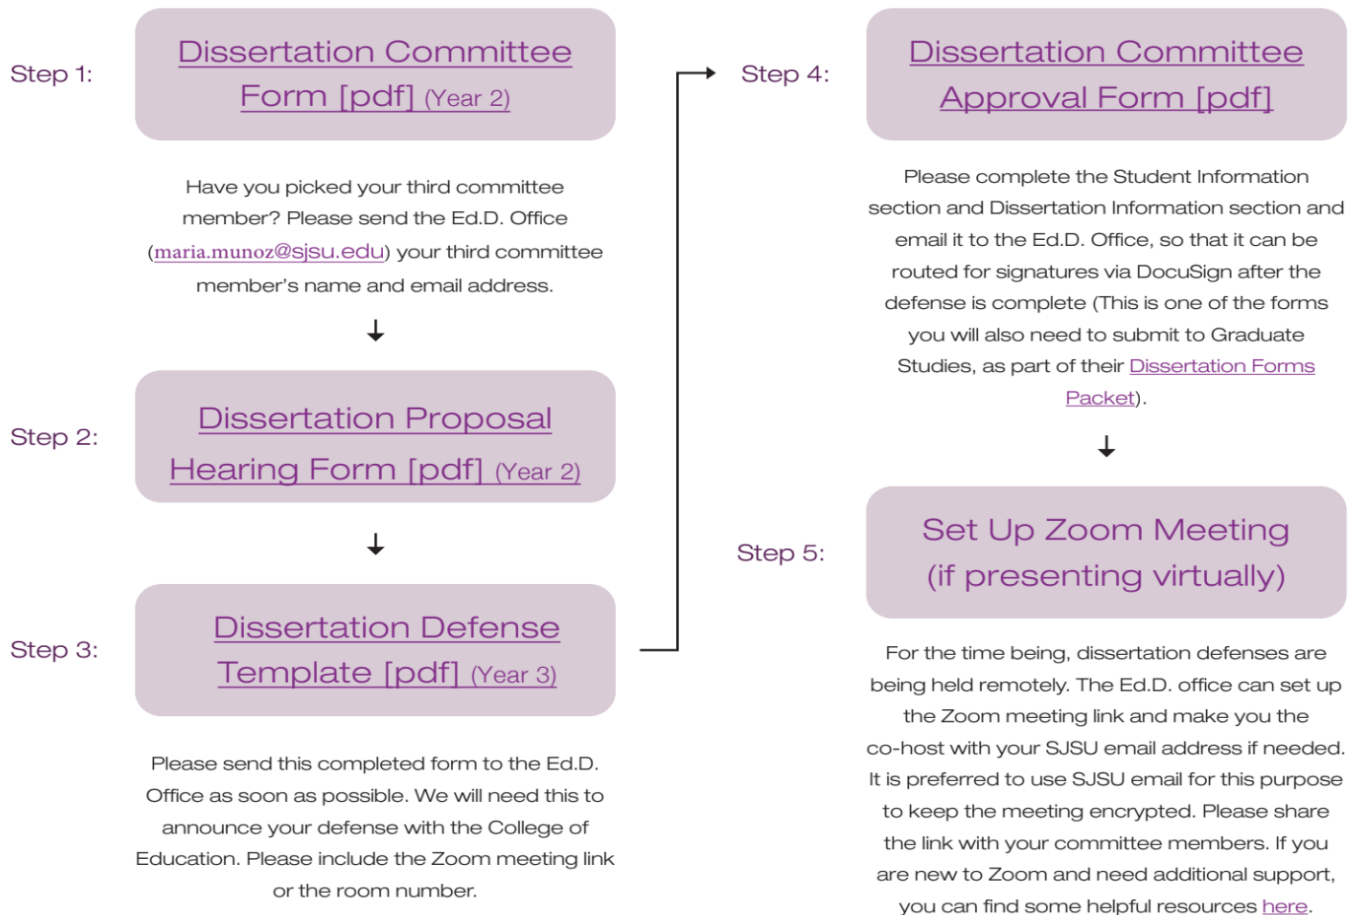 Step 1:
Dissertation Committee
Form [pdf] (Year 2)
Have you picked your third committee
member? Please send the Ed.D. Office
(maria.munoz@sjsu.edu) your third committee
member's name and email address.
Step 2:
Dissertation Proposal
Hearing Form [pdf] (Year 2)
Step 3:
Dissertation Defense
Template [pdf] (Year 3)
Please send this completed form to the Ed.D.
Office as soon as possible. We will need this to
announce your defense with the College of
Education. Please include the Zoom meeting link
or the room number.
Step 4:
Dissertation Committee
Approval Form [pdf]
Please complete the Student Information
section and Dissertation Information section and
email it to the Ed.D. Office, so that it can be
routed for signatures via DocuSign after the
defense is complete (This is one of the forms
you will also need to submit to Graduate
Studies, as part of their Dissertation Forms
Packet).
Step 5:
Set Up Zoom Meeting
(if presenting virtually)
For the time being, dissertation defenses are
being held remotely. The Ed.D. office can set up
the Zoom meeting link and make you the
co-host with your SJSU email address if needed.
It is preferred to use SJSU email for this purpose
to keep the meeting encrypted. Please share
the link with your committee members. If you
are new to Zoom and need additional support,
you can find some helpful resources here.